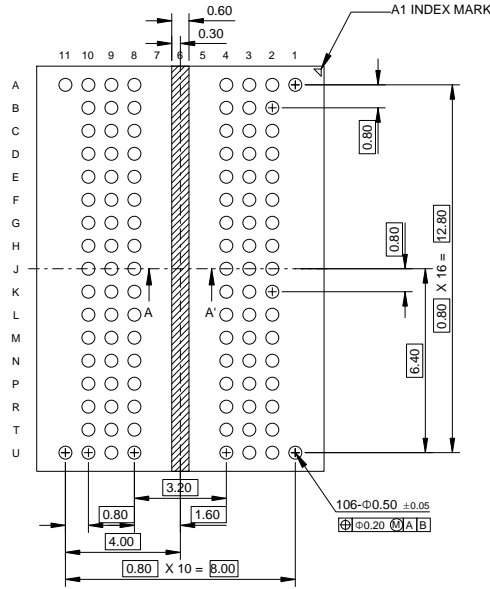 0.60
A1 INDEX MARK
0.30
11 10 9 8 7 6 5 4 3 2 1
A
B
C
D
E
F
G
H
J
K
L
M
N
P
R
T
U
A A'
0.80
0.80
0.80 X 16 = 12.80
6.40
3.20
0.80 1.60
4.00
0.80 X 10 = 8.00
106-Φ0.50 ±0.05
⌖ Φ0.20 Ⓜ A B